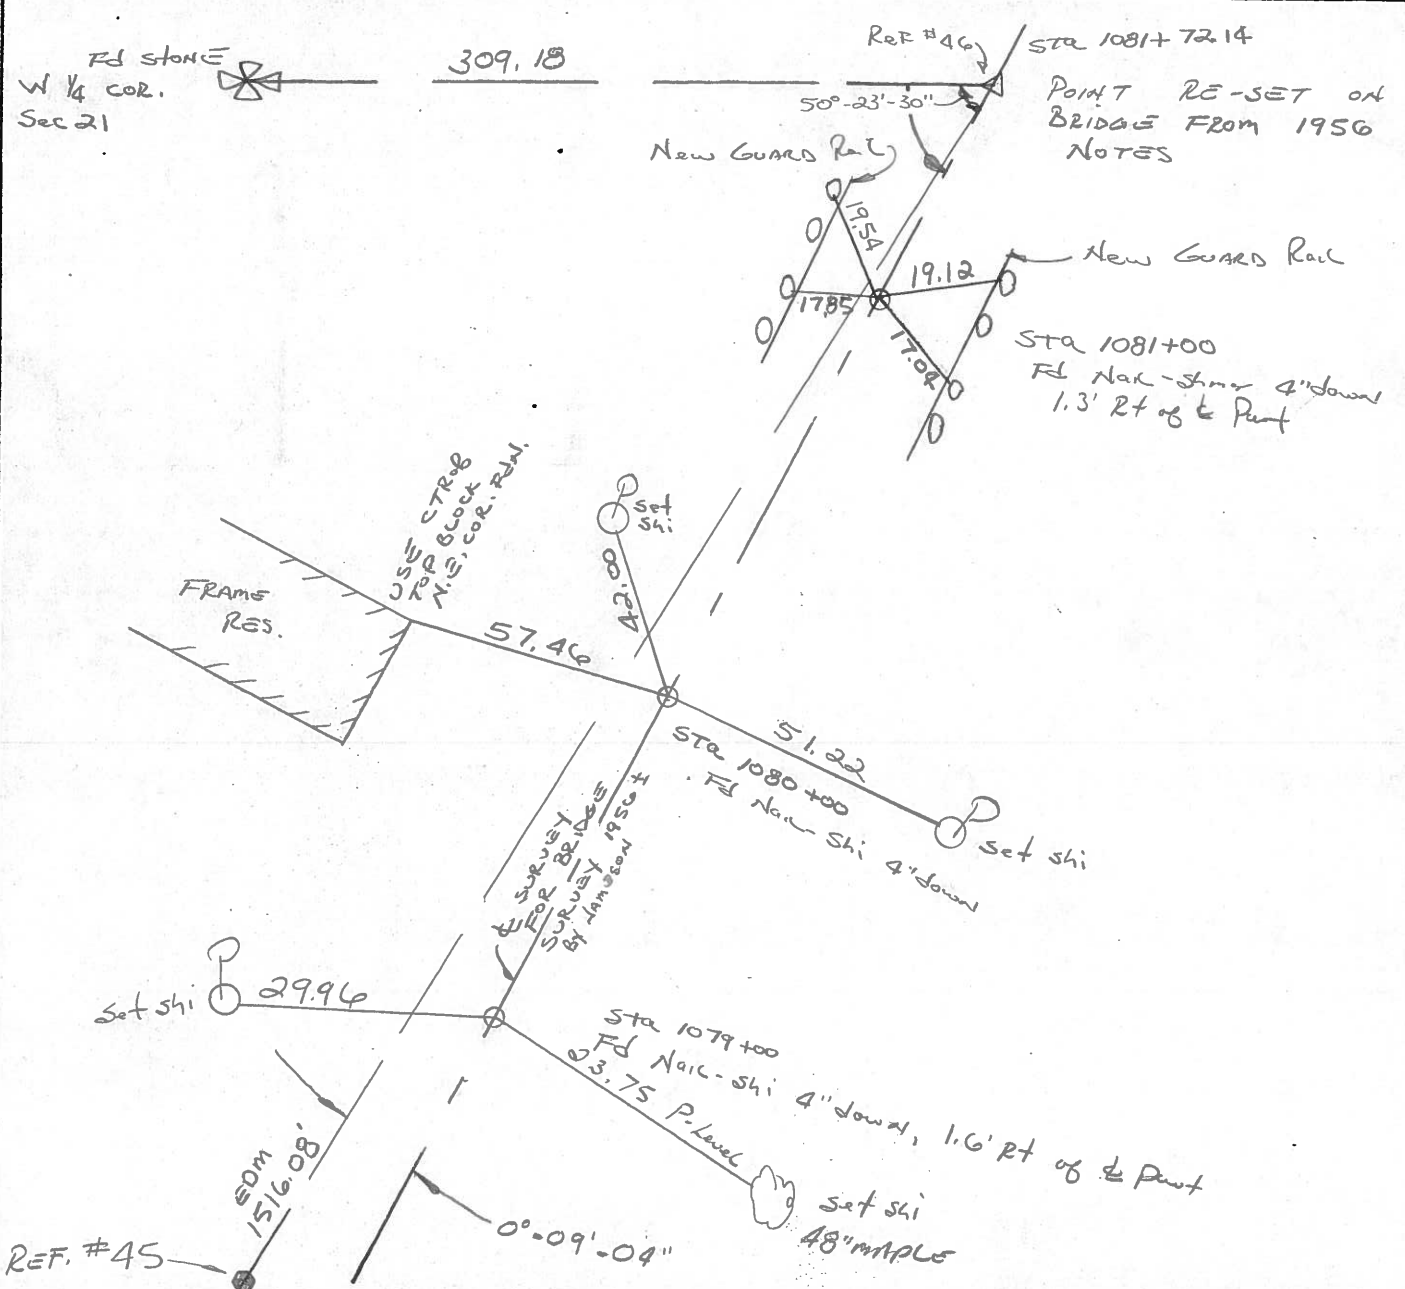 Fd STONE
W 1/4 COR.
Sec 21
309.18
REF #46
STa 1081+72.14
POINT RE-SET ON
BRIDGE FROM 1956
NOTES
50°-23'-30"
New GUARD Rail
19.54
17.85
19.12
17.04
New GUARD Rail
STa 1081+00
Fd Nail-Shiner 4" down
1.3' Rt of ℄ Pvmt
USE CTR OF
TOP BLOCK
N.E. COR. FDN.
set
shi
42.00
FRAME
RES.
57.46
51.22
STa 1080+00
Fd Nail-Shi 4" down
set shi
℄ SURVEY
FOR BRIDGE
SURVEY 1956±
BY JAMISON
set shi
29.96
STa 1079+00
Fd Nail-shi 4" down, 1.6' Rt of ℄ Pvmt
23.75 P-Level
set shi
48" MAPLE
EDM
1516.08'
0°-09'-04"
REF. #45